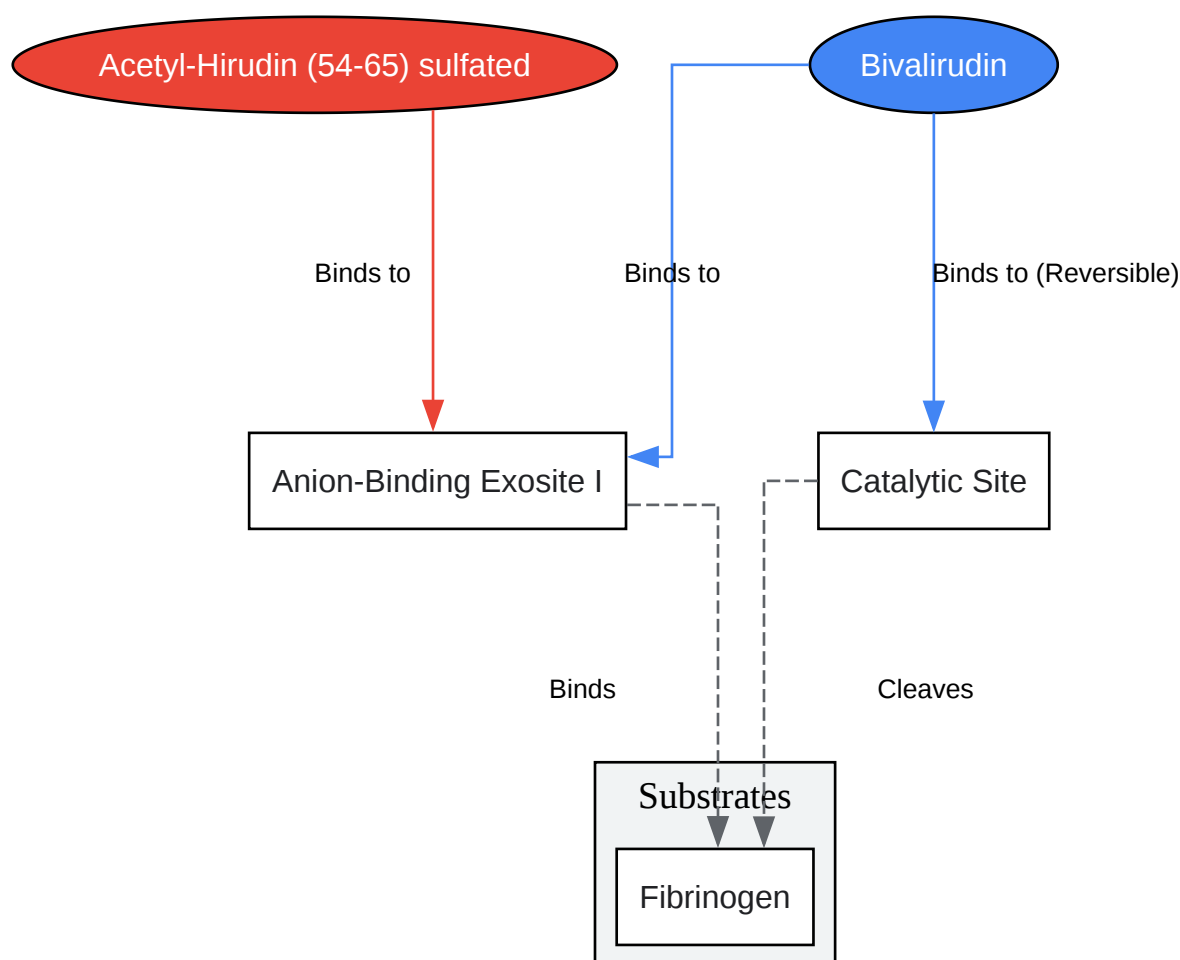 Acetyl-Hirudin (54-65) sulfated
Bivalirudin
Binds to
Binds to
Binds to (Reversible)
Anion-Binding Exosite I
Catalytic Site
Binds
Cleaves
Substrates
Fibrinogen